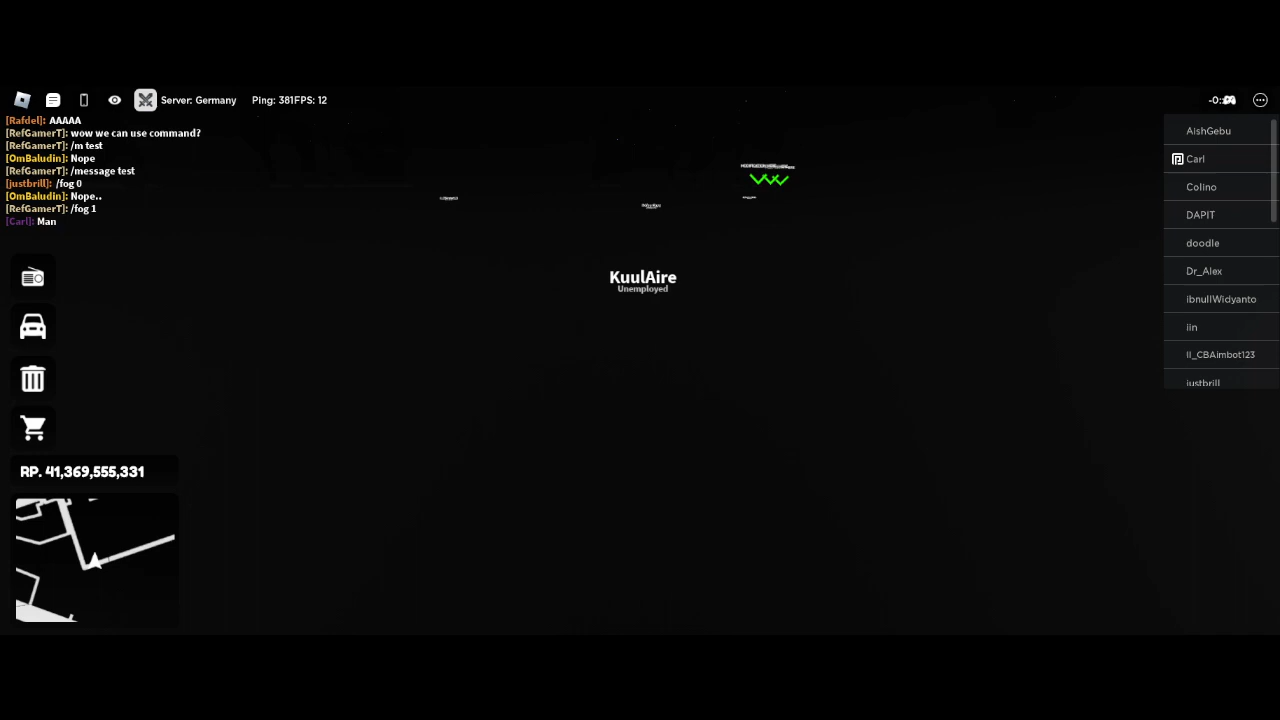 Server: Germany Ping: 381FPS: 12
-0:
[Rafdel]: AAAAA
[RefGamerT]: wow we can use command?
[RefGamerT]: /m test
[OmBaludin]: Nope
[RefGamerT]: /message test
[justbrill]: /fog 0
[OmBaludin]: Nope..
[RefGamerT]: /fog 1
[Carl]: Man
KuulAire
Unemployed
RP. 41,369,555,331
AishGebu
Carl
Colino
DAPIT
doodle
Dr_Alex
ibnullWidyanto
iin
II_CBAimbot123
justbrill